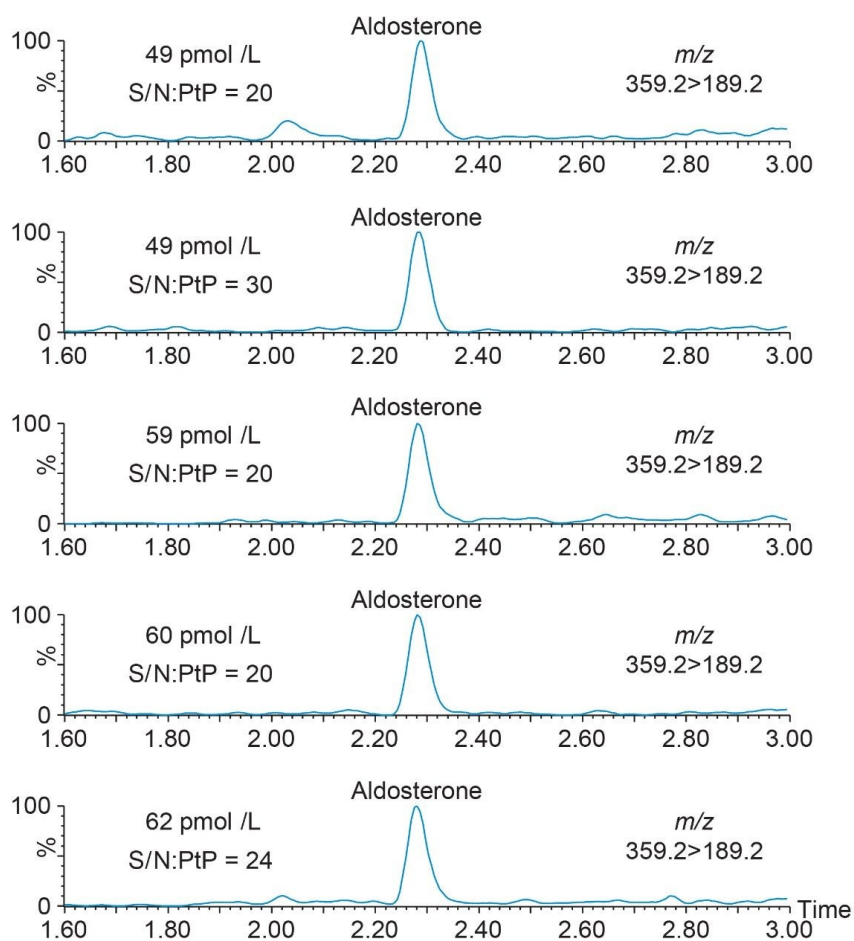 Aldosterone
100
49 pmol /L
m/z
%
S/N:PtP = 20
359.2>189.2
0
1.60 1.80 2.00 2.20 2.40 2.60 2.80 3.00
Aldosterone
100
49 pmol /L
m/z
%
S/N:PtP = 30
359.2>189.2
0
1.60 1.80 2.00 2.20 2.40 2.60 2.80 3.00
Aldosterone
100
59 pmol /L
m/z
%
S/N:PtP = 20
359.2>189.2
0
1.60 1.80 2.00 2.20 2.40 2.60 2.80 3.00
Aldosterone
100
60 pmol /L
m/z
%
S/N:PtP = 20
359.2>189.2
0
1.60 1.80 2.00 2.20 2.40 2.60 2.80 3.00
Aldosterone
100
62 pmol /L
m/z
%
S/N:PtP = 24
359.2>189.2
0
Time
1.60 1.80 2.00 2.20 2.40 2.60 2.80 3.00